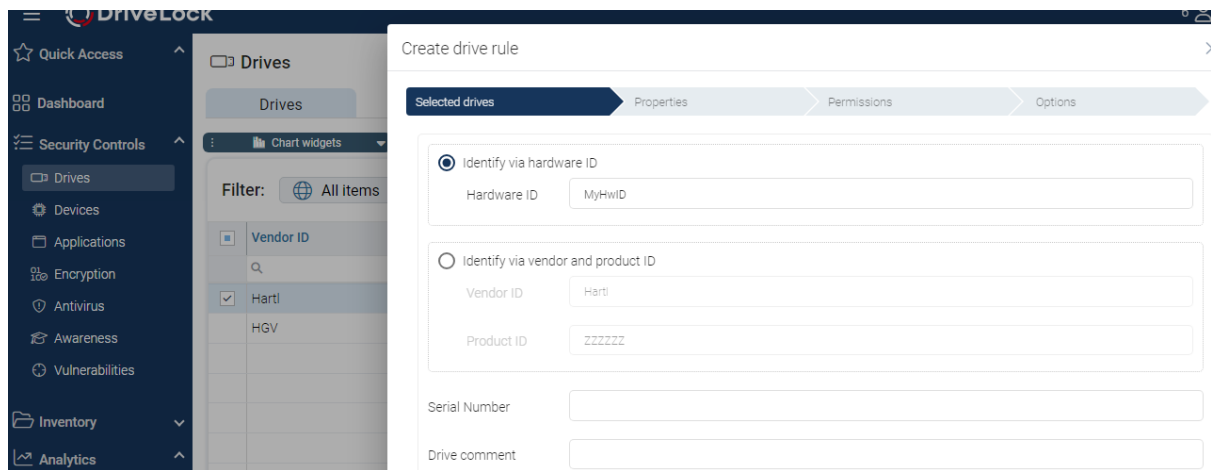 DriveLock
6
Quick Access
Dashboard
Security Controls
Drives
Devices
Applications
Encryption
Antivirus
Awareness
Vulnerabilities
Inventory
Analytics
Drives
Drives
Chart widgets
Filter: All items
Vendor ID
Hartl
HGV
Create drive rule
Selected drives Properties Permissions Options
Identify via hardware ID
Hardware ID MyHwID
Identify via vendor and product ID
Vendor ID Hartl
Product ID ZZZZZZ
Serial Number
Drive comment